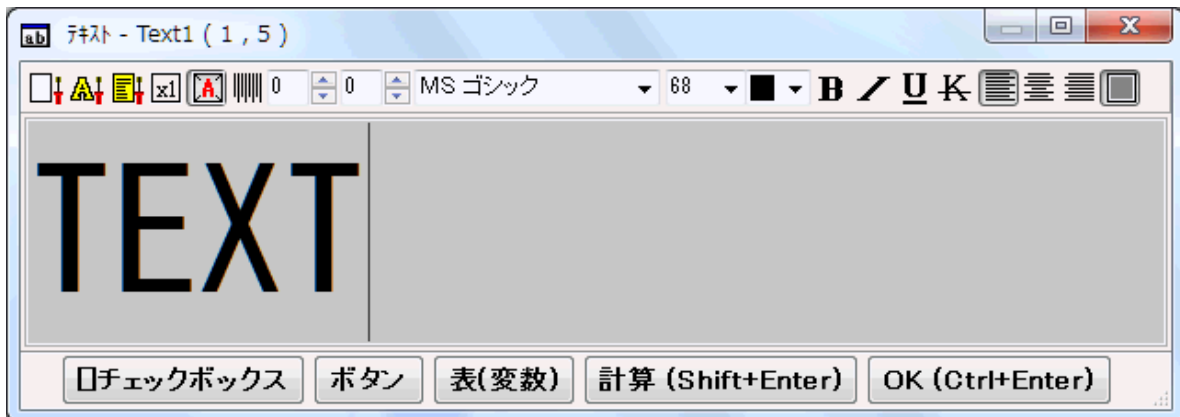 ab ﾃｷｽﾄ - Text1 ( 1 , 5 )
A x1 A 0 0 MS ゴシック 68 B I U K
TEXT
☐チェックボックス ボタン 表(変数) 計算 (Shift+Enter) OK (Ctrl+Enter)